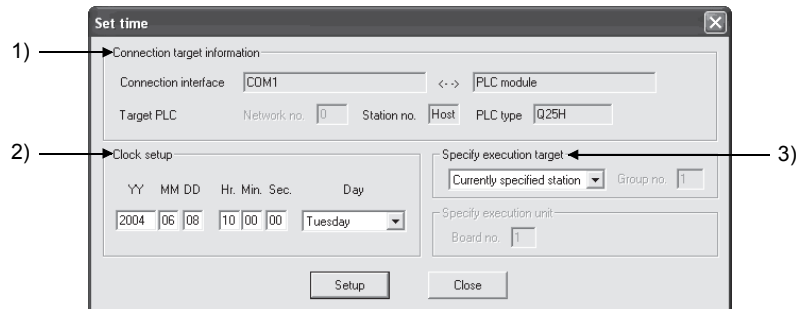 Set time
1)
Connection target information
Connection interface COM1 <--> PLC module
Target PLC Network no. 0 Station no. Host PLC type Q25H
2)
Clock setup
YY MM DD Hr. Min. Sec. Day
2004 06 08 10 00 00 Tuesday
Specify execution target
3)
Currently specified station Group no. 1
Specify execution unit
Board no. 1
Setup Close